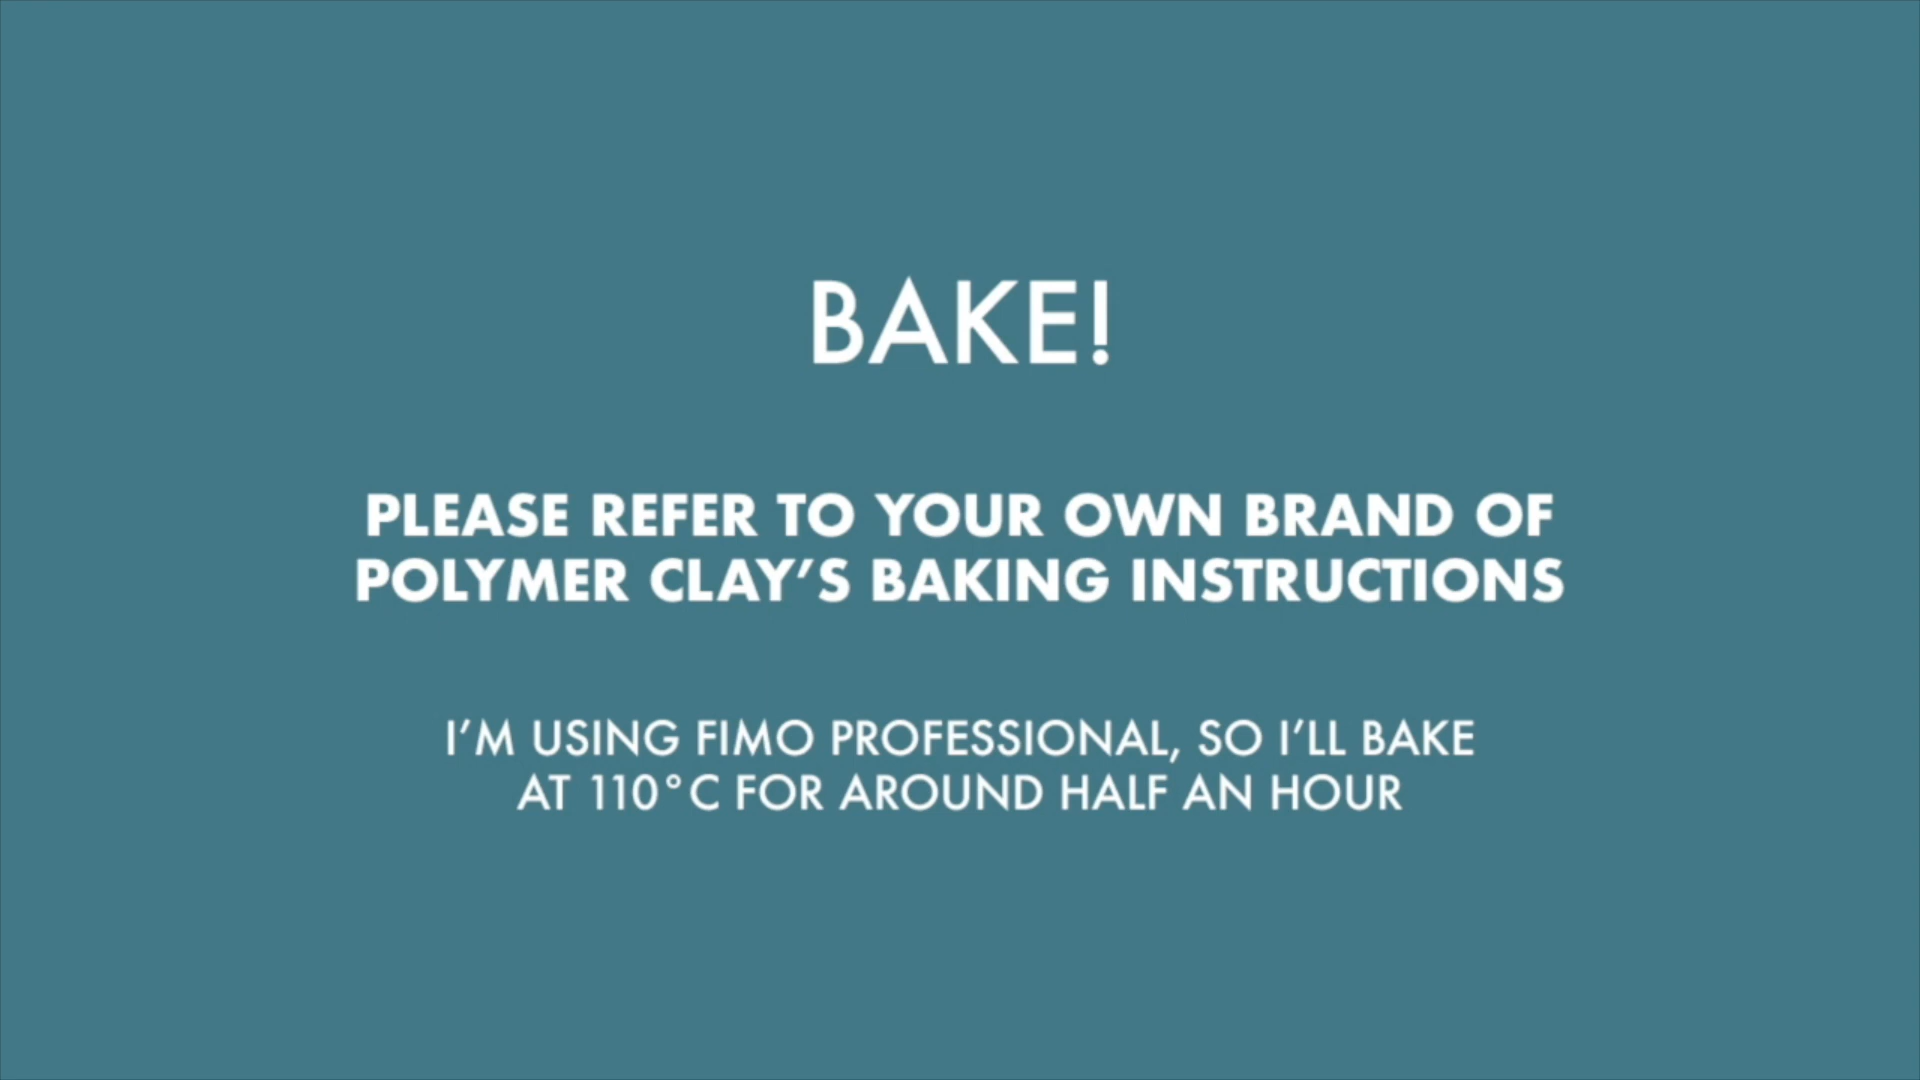 BAKE!
PLEASE REFER TO YOUR OWN BRAND OF
POLYMER CLAY’S BAKING INSTRUCTIONS
I’M USING FIMO PROFESSIONAL, SO I’LL BAKE
AT 110°C FOR AROUND HALF AN HOUR